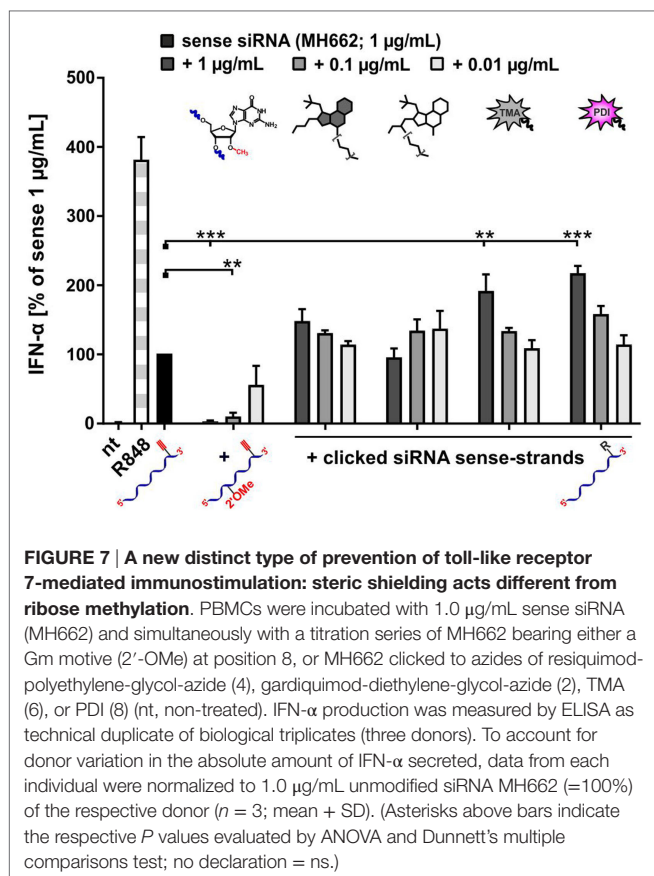 ■ sense siRNA (MH662; 1 µg/mL)
■ + 1 µg/mL ■ + 0.1 µg/mL □ + 0.01 µg/mL
500
400
300
200
100
0
IFN-α [% of sense 1 µg/mL]
O
N
NH
N
N
NH₂
O
O
O
O
CH₃
N
N
TMA
PDI
***
**
***
**
nt
R848
5'
3'
+
5'
3'
2'OMe
+ clicked siRNA sense-strands
R
5'
3'
FIGURE 7 | A new distinct type of prevention of toll-like receptor
7-mediated immunostimulation: steric shielding acts different from
ribose methylation. PBMCs were incubated with 1.0 µg/mL sense siRNA
(MH662) and simultaneously with a titration series of MH662 bearing either a
Gm motive (2′-OMe) at position 8, or MH662 clicked to azides of resiquimod-
polyethylene-glycol-azide (4), gardiquimod-diethylene-glycol-azide (2), TMA
(6), or PDI (8) (nt, non-treated). IFN-α production was measured by ELISA as
technical duplicate of biological triplicates (three donors). To account for
donor variation in the absolute amount of IFN-α secreted, data from each
individual were normalized to 1.0 µg/mL unmodified siRNA MH662 (=100%)
of the respective donor (n = 3; mean + SD). (Asterisks above bars indicate
the respective P values evaluated by ANOVA and Dunnett's multiple
comparisons test; no declaration = ns.)